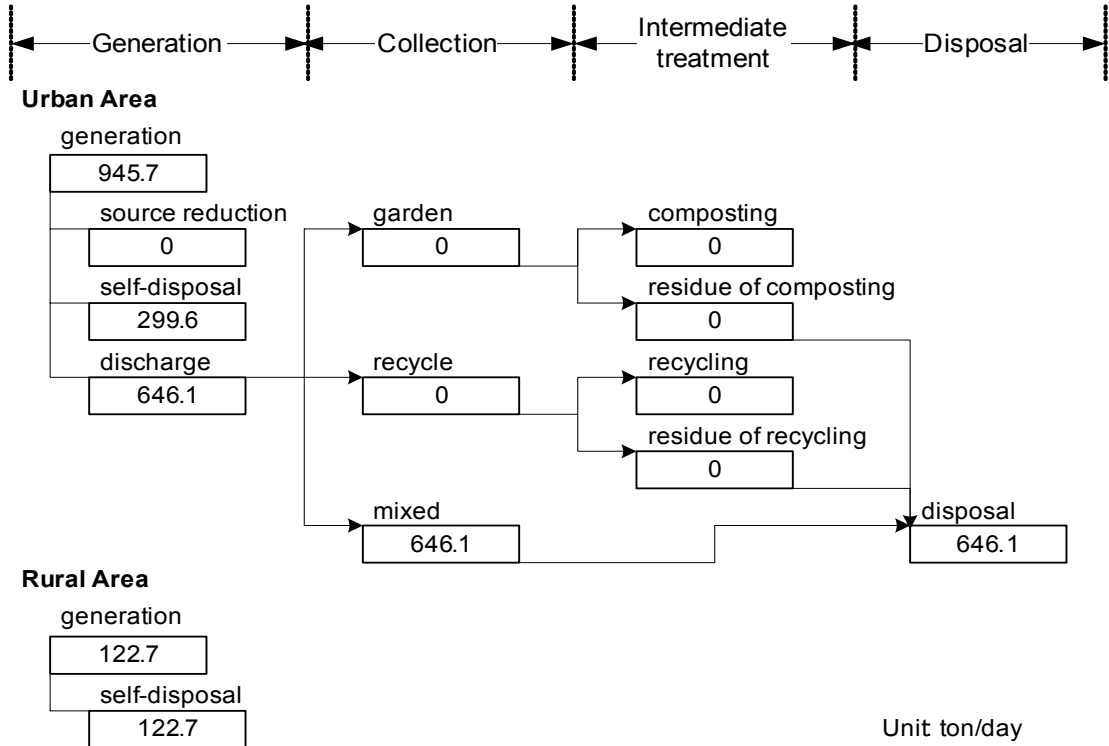 Generation
Collection
Intermediate
treatment
Disposal
Urban Area
generation
945.7
source reduction
garden
composting
0
0
0
self-disposal
residue of composting
299.6
0
discharge
recycle
recycling
646.1
0
0
residue of recycling
0
mixed
disposal
646.1
646.1
Rural Area
generation
122.7
self-disposal
122.7
Unit ton/day